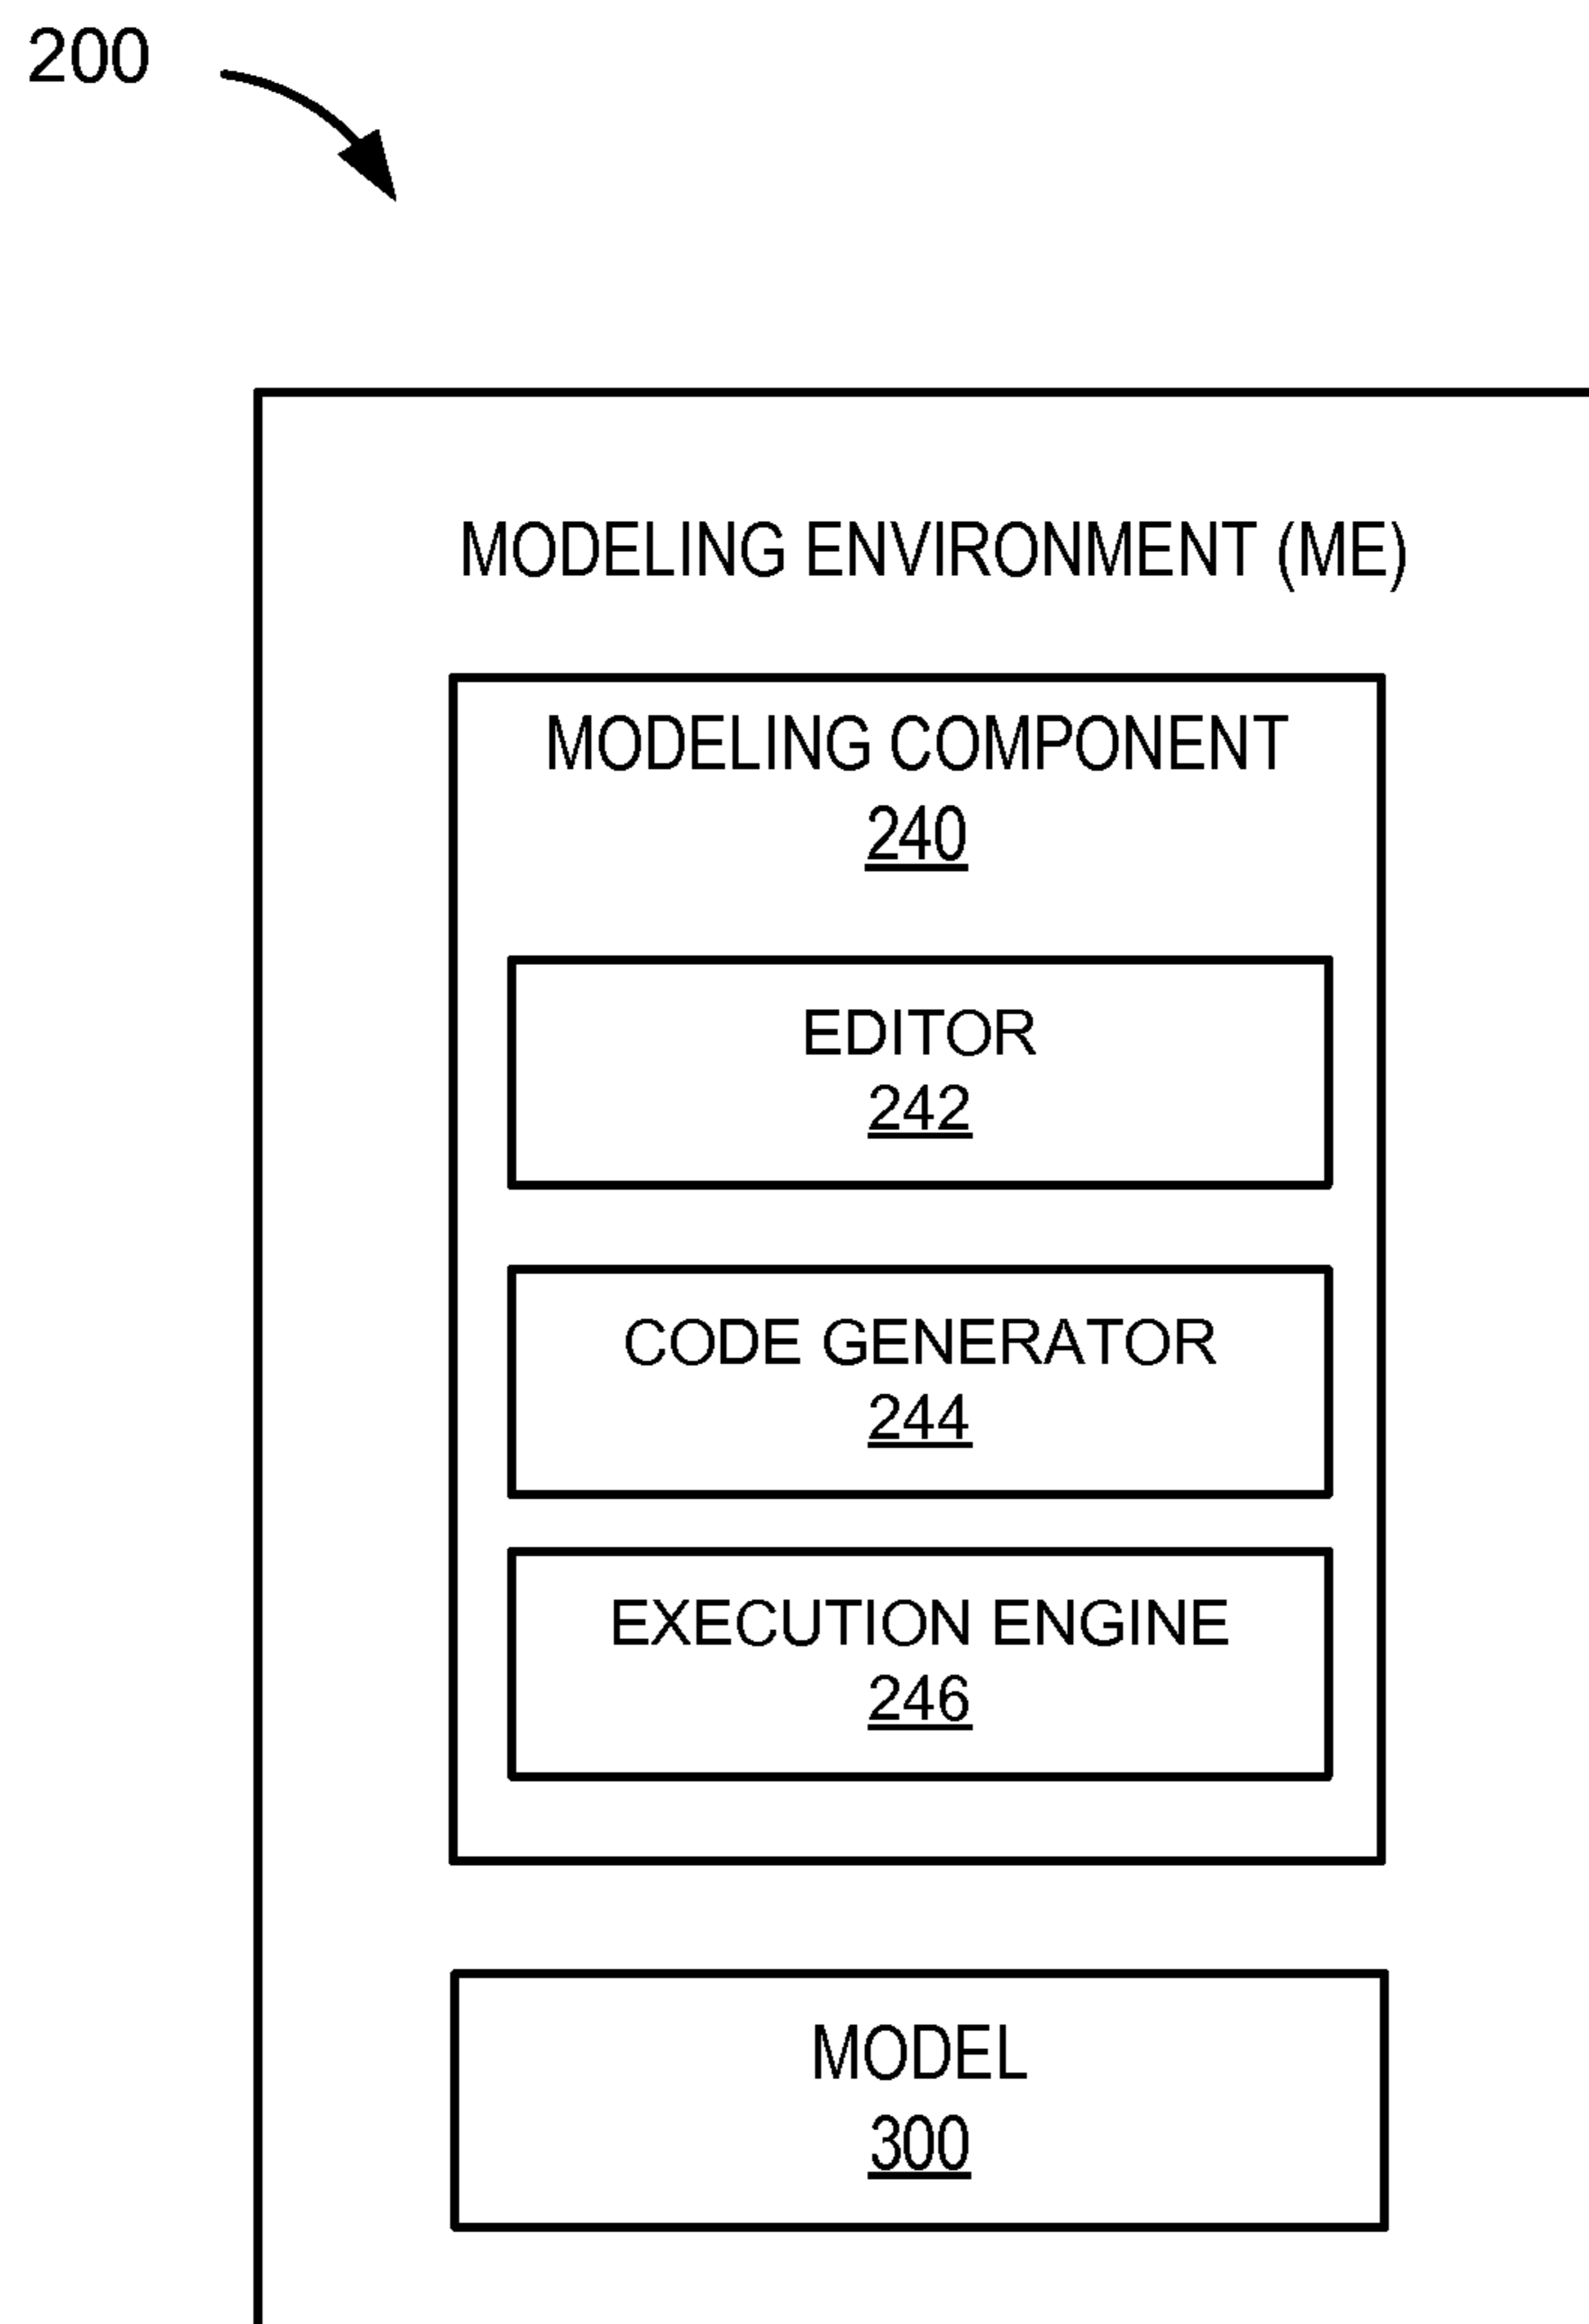 200
MODELING ENVIRONMENT (ME)
MODELING COMPONENT
240
EDITOR
242
CODE GENERATOR
244
EXECUTION ENGINE
246
MODEL
300